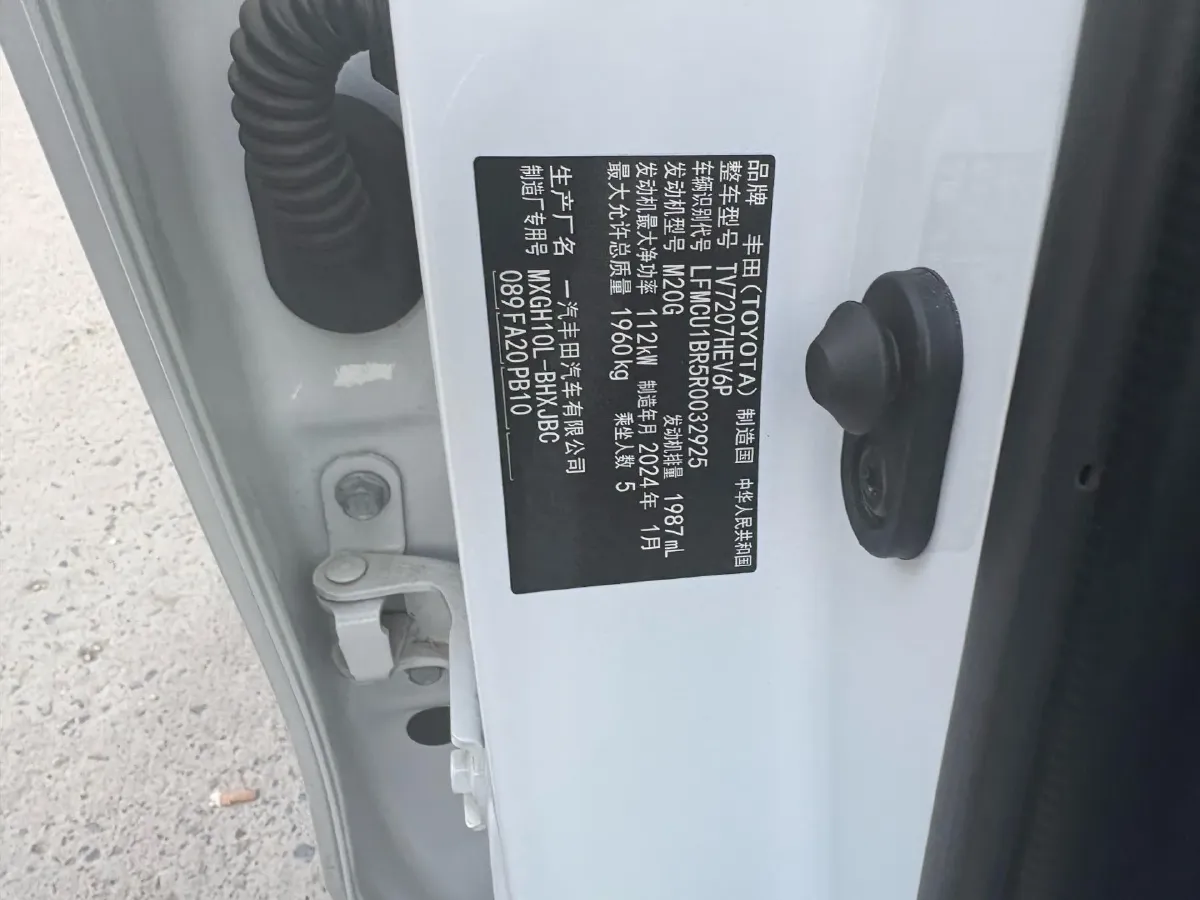 品牌 丰田(TOYOTA) 制造国 中华人民共和国
整车型号 TV7207HEV6P
车辆识别代号 LFMCU1BR5R0032925
发动机型号 M20G 发动机排量 1987mL
发动机最大净功率 112kW 制造年月 2024年 1月
最大允许总质量 1960kg 乘坐人数 5
生产厂名 一汽丰田汽车有限公司
制造厂专用号 MXGH10L-BHXJBC
089FA20PB10